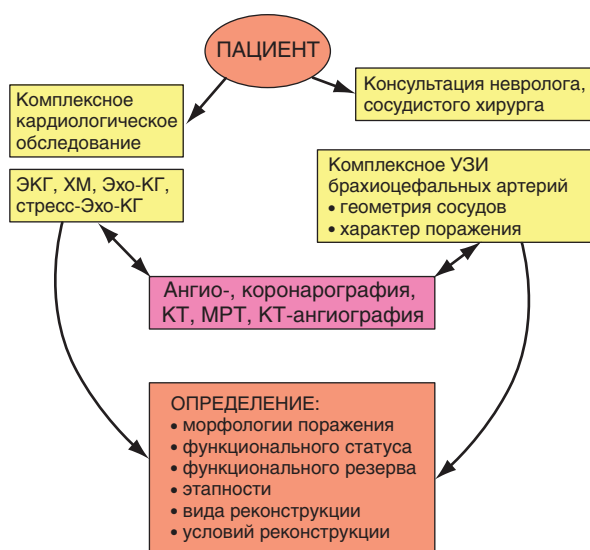 ПАЦИЕНТ
Комплексное
кардиологическое
обследование
Консультация невролога,
сосудистого хирурга
ЭКГ, ХМ, Эхо-КГ,
стресс-Эхо-КГ
Комплексное УЗИ
брахиоцефальных артерий
• геометрия сосудов
• характер поражения
Ангио-, коронарография,
КТ, МРТ, КТ-ангиография
ОПРЕДЕЛЕНИЕ:
• морфологии поражения
• функционального статуса
• функционального резерва
• этапности
• вида реконструкции
• условий реконструкции